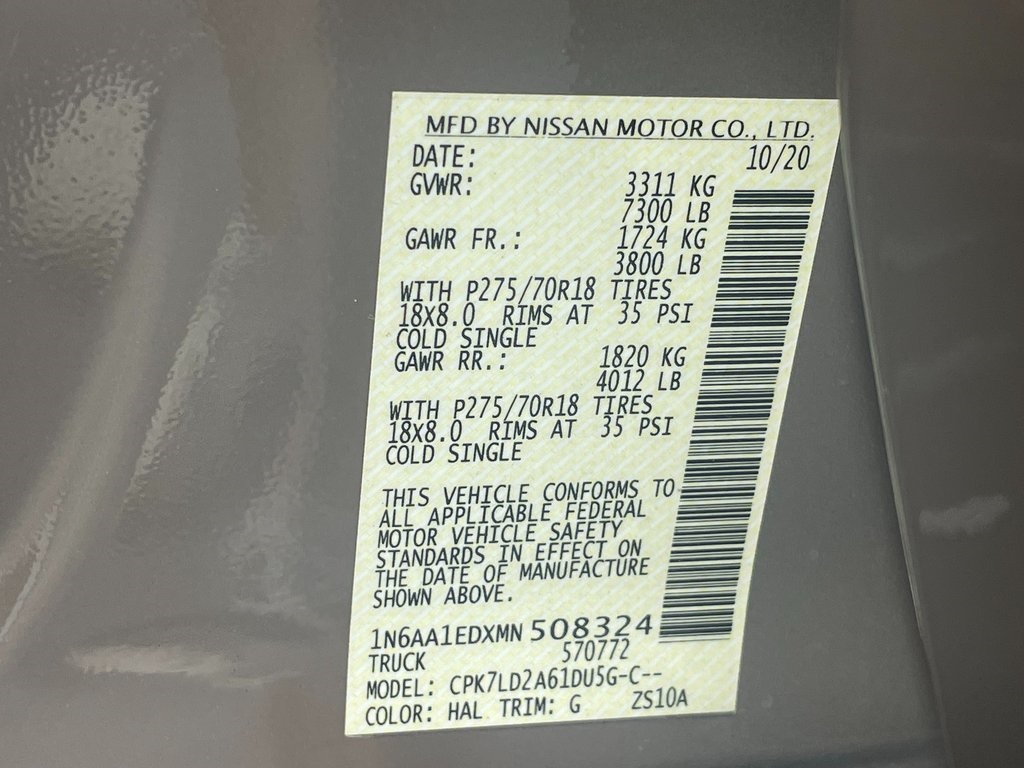 MFD BY NISSAN MOTOR CO., LTD.
DATE: 10/20
GVWR: 3311 KG
7300 LB
GAWR FR.: 1724 KG
3800 LB
WITH P275/70R18 TIRES
18X8.0 RIMS AT 35 PSI
COLD SINGLE
GAWR RR.: 1820 KG
4012 LB
WITH P275/70R18 TIRES
18X8.0 RIMS AT 35 PSI
COLD SINGLE
THIS VEHICLE CONFORMS TO
ALL APPLICABLE FEDERAL
MOTOR VEHICLE SAFETY
STANDARDS IN EFFECT ON
THE DATE OF MANUFACTURE
SHOWN ABOVE.
1N6AA1EDXMN508324
TRUCK 570772
MODEL: CPK7LD2A61DU5G-C--
COLOR: HAL TRIM: G ZS10A